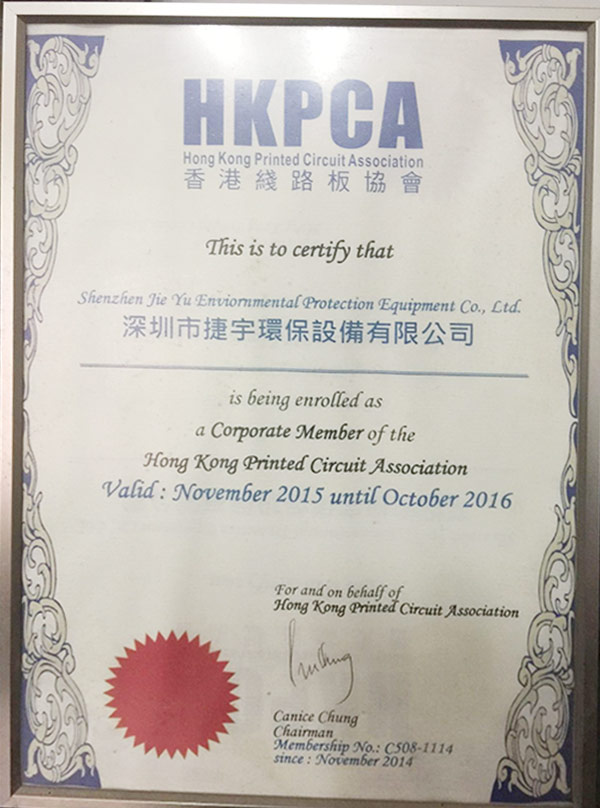 HKPCA
Hong Kong Printed Circuit Association
香港綫路板協會
This is to certify that
Shenzhen Jie Yu Enviornmental Protection Equipment Co., Ltd.
深圳市捷宇環保設備有限公司
is being enrolled as
a Corporate Member of the
Hong Kong Printed Circuit Association
Valid : November 2015 until October 2016
For and on behalf of
Hong Kong Printed Circuit Association
Canice Chung
Chairman
Membership No.: C508-1114
since : November 2014